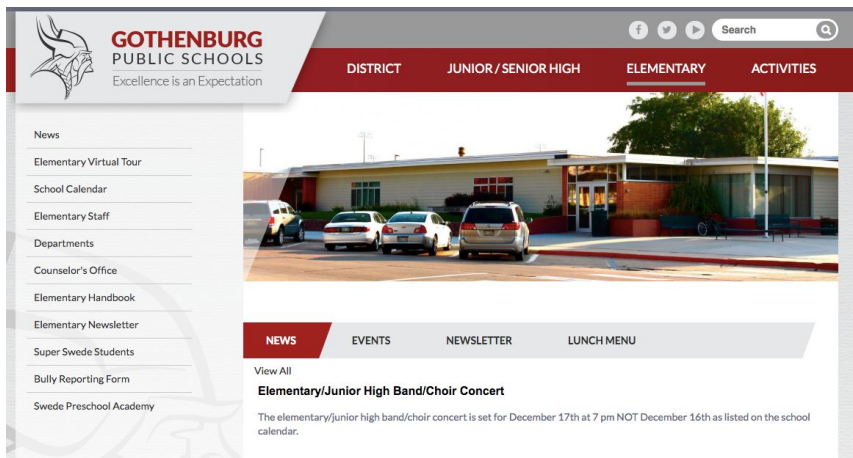 GOTHENBURG
PUBLIC SCHOOLS
Excellence is an Expectation
Search
DISTRICT
JUNIOR / SENIOR HIGH
ELEMENTARY
ACTIVITIES
News
Elementary Virtual Tour
School Calendar
Elementary Staff
Departments
Counselor's Office
Elementary Handbook
Elementary Newsletter
Super Swede Students
Bully Reporting Form
Swede Preschool Academy
NEWS
EVENTS
NEWSLETTER
LUNCH MENU
View All
Elementary/Junior High Band/Choir Concert
The elementary/junior high band/choir concert is set for December 17th at 7 pm NOT December 16th as listed on the school
calendar.